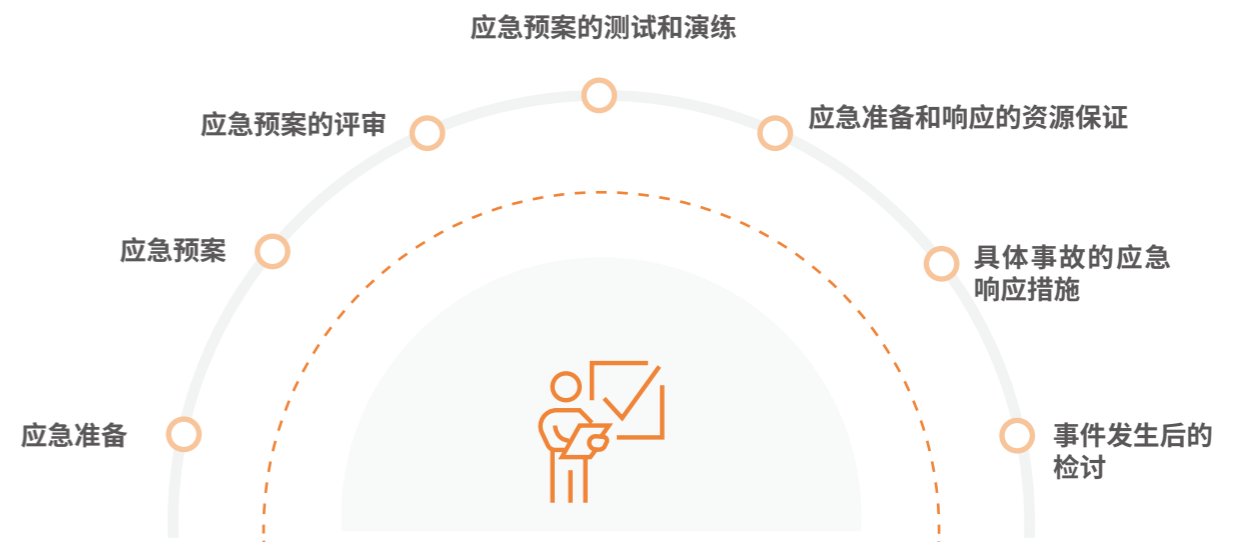 应急预案的测试和演练
应急预案的评审
应急准备和响应的资源保证
应急预案
具体事故的应急
响应措施
应急准备
事件发生后的
检讨